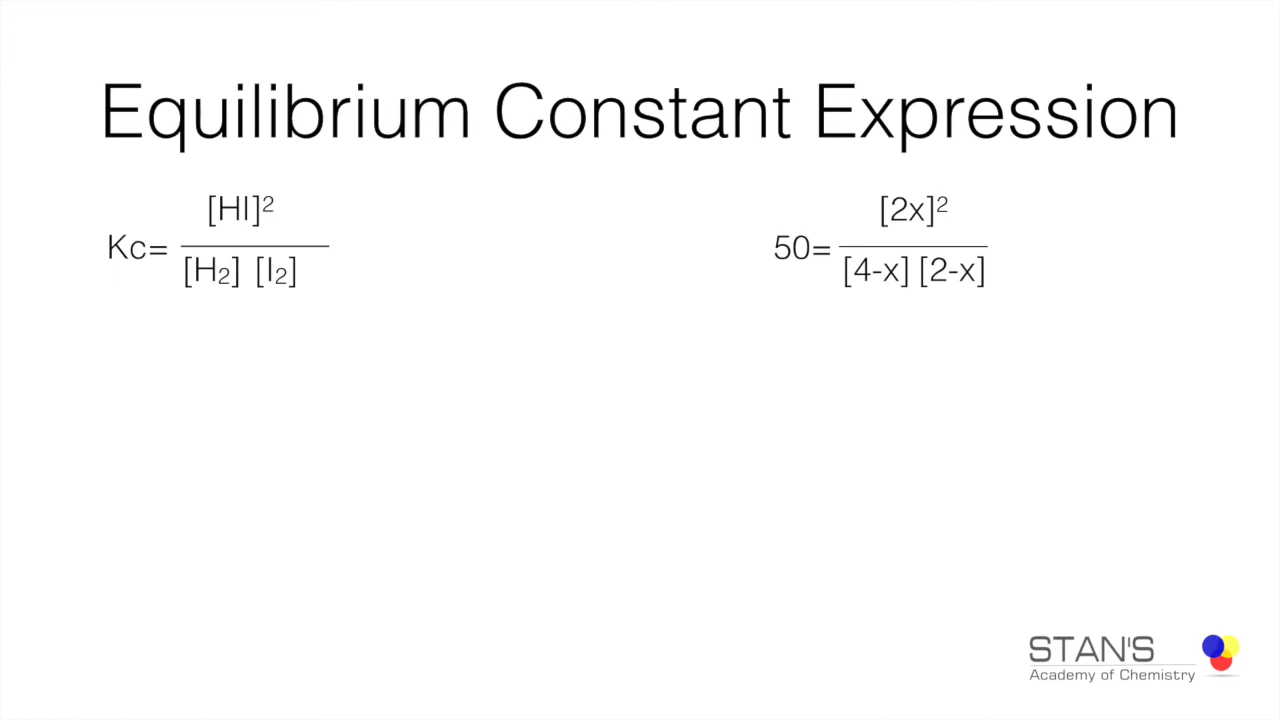 Equilibrium Constant Expression
[HI]²
Kc=
[H₂] [I₂]
[2x]²
50=
[4-x] [2-x]
STAN'S
Academy of Chemistry